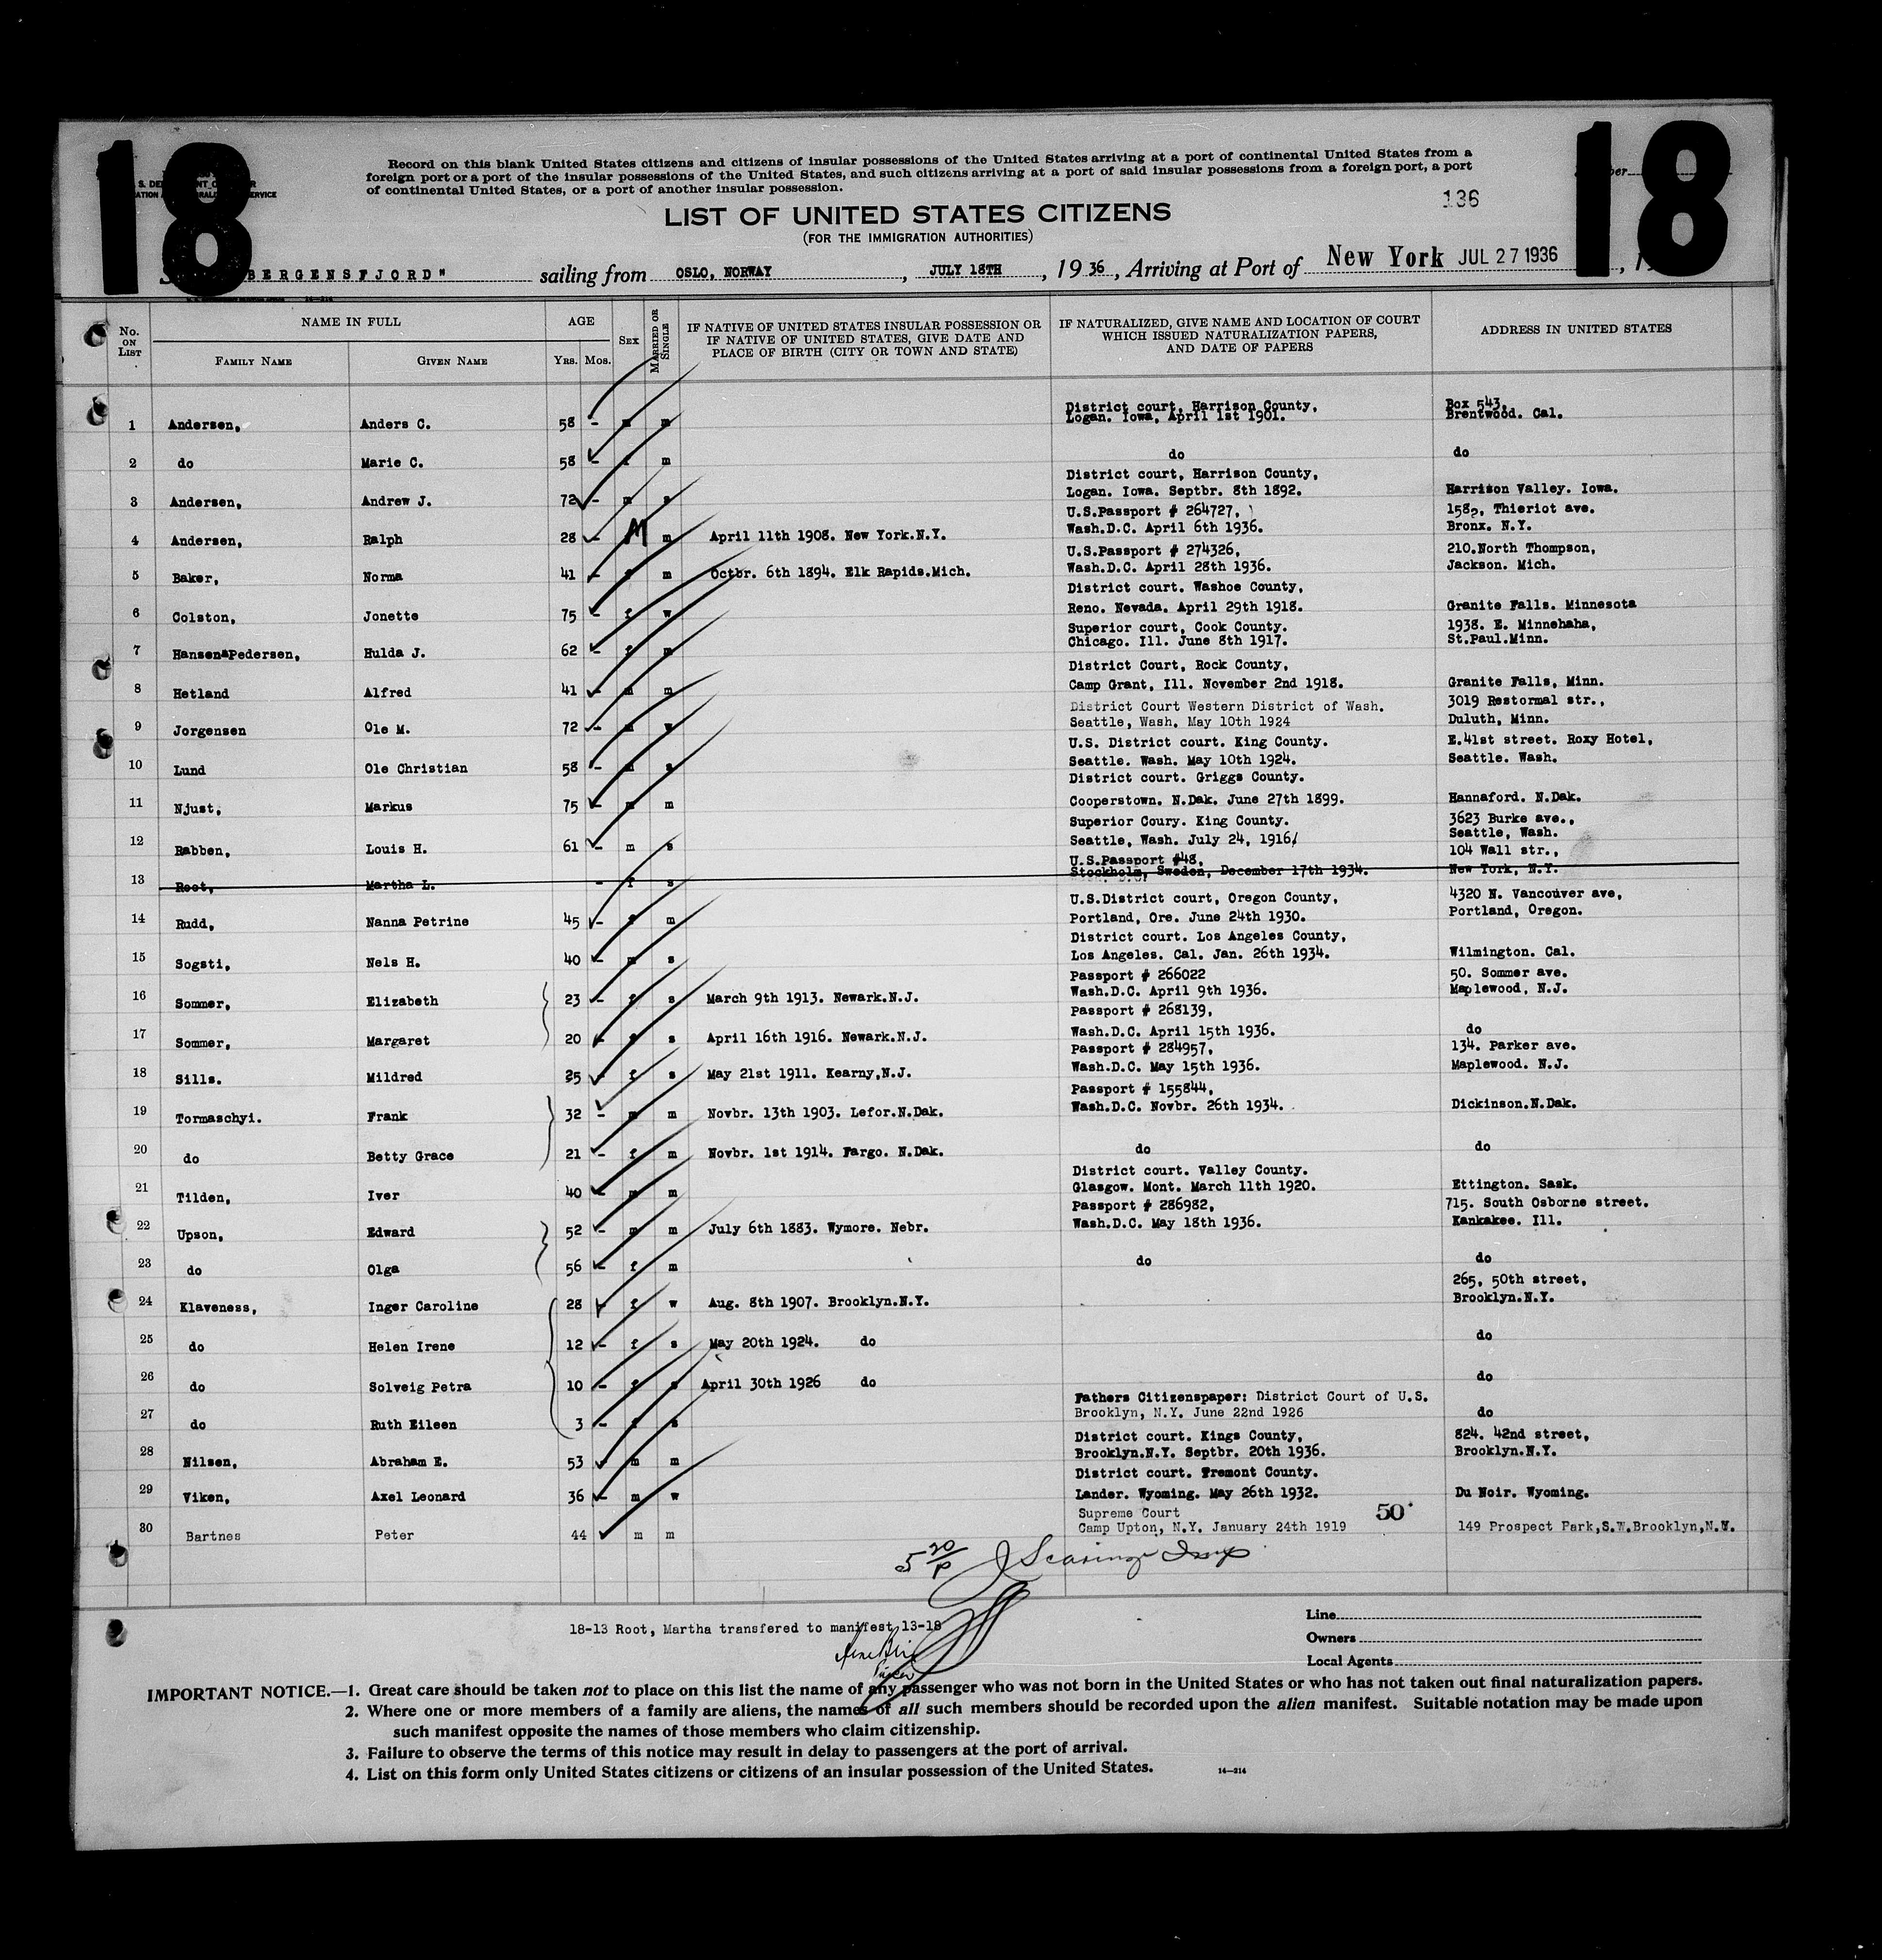 18
18
Record on this blank United States citizens and citizens of insular possessions of the United States arriving at a port of continental United States from a
foreign port or a port of the insular possessions of the United States, and such citizens arriving at a port of said insular possessions from a foreign port, a port
of continental United States, or a port of another insular possession.
136
LIST OF UNITED STATES CITIZENS
(FOR THE IMMIGRATION AUTHORITIES)
BERGENSFJORD" sailing from OSLO, NORWAY, JULY 18TH, 1936, Arriving at Port of New York JUL 27 1936
No. ON LIST
NAME IN FULL
FAMILY NAME GIVEN NAME
AGE
YRS. MOS.
SEX
MARRIED OR SINGLE
IF NATIVE OF UNITED STATES INSULAR POSSESSION OR
IF NATIVE OF UNITED STATES, GIVE DATE AND
PLACE OF BIRTH (CITY OR TOWN AND STATE)
IF NATURALIZED, GIVE NAME AND LOCATION OF COURT
WHICH ISSUED NATURALIZATION PAPERS,
AND DATE OF PAPERS
ADDRESS IN UNITED STATES
District court, Harrison County, Box 543,
1 Andersen, Anders C. 58 - m m Logan. Iowa, April 1st 1901. Brentwood. Cal.
2 do Marie C. 58 - f m do do
District court, Harrison County,
3 Andersen, Andrew J. 72 - m s Logan. Iowa. Septbr. 8th 1892. Harrison Valley. Iowa.
U.S.Passport # 264727, Thieriot ave.
4 Andersen, Ralph 28 - M m April 11th 1908. New York.N.Y. Wash.D.C. April 6th 1936. Bronx. N.Y.
U.S.Passport # 274326, 210.North Thompson,
5 Baker, Norma 41 - f m Octbr. 6th 1894. Elk Rapids.Mich. Wash.D.C. April 28th 1936. Jackson. Mich.
District court. Washoe County,
6 Colston, Jonette 75 - f w Reno. Nevada. April 29th 1918. Granite Falls. Minnesota
Superior court, Cook County. 1938. E. Minnehaha,
7 Hansen&Pedersen, Hulda J. 62 - f m Chicago. Ill. June 8th 1917. St.Paul.Minn.
District Court, Rock County,
8 Hetland Alfred 41 - m m Camp Grant, Ill. November 2nd 1918. Granite Falls, Minn.
District Court Western District of Wash. 3019 Restormal str.,
9 Jorgensen Ole M. 72 - m w Seattle, Wash. May 10th 1924 Duluth, Minn.
U.S. District court. King County. E.41st street. Roxy Hotel,
10 Lund Ole Christian 58 - m s Seattle. Wash. May 10th 1924. Seattle. Wash.
District court. Griggs County.
11 Njust, Markus 75 - m m Cooperstown. N.Dak. June 27th 1899. Hannaford. N.Dak.
Superior Coury. King County. 3623 Burke ave.,
12 Rabben, Louis H. 61 - m s Seattle, Wash. July 24, 1916. Seattle, Wash.
U.S.Passport #48, 104 Wall str.,
13 Root, Martha L. - f s Stockholm, Sweden, December 17th 1934. New York, N.Y.
U.S.District court, Oregon County, 4320 N. Vancouver ave,
14 Rudd, Nanna Petrine 45 - f m Portland, Ore. June 24th 1930. Portland, Oregon.
District court. Los Angeles County,
15 Sogsti, Nels H. 40 - m s Los Angeles. Cal. Jan. 26th 1934. Wilmington. Cal.
Passport # 266022 50. Sommer ave.
16 Sommer, Elizabeth 23 - f s March 9th 1913. Newark.N.J. Wash.D.C. April 9th 1936. Maplewood, N.J.
Passport # 268139,
17 Sommer, Margaret 20 - f s April 16th 1916. Newark.N.J. Wash.D.C. April 15th 1936. do
Passport # 284957, 134. Parker ave.
18 Sills. Mildred 25 - f s May 21st 1911. Kearny,N.J. Wash.D.C. May 15th 1936. Maplewood. N.J.
Passport # 155844,
19 Tormaschyi. Frank 32 - m m Novbr. 13th 1903. Lefor.N.Dak. Wash.D.C. Novbr. 26th 1934. Dickinson.N.Dak.
20 do Betty Grace 21 - f m Novbr. 1st 1914. Fargo. N.Dak. do do
District court. Valley County.
21 Tilden, Iver 40 - m m Glasgow. Mont. March 11th 1920. Ettington. Sask.
Passport # 286982, 715. South Osborne street.
22 Upson, Edward 52 - m m July 6th 1883. Wymore. Nebr. Wash.D.C. May 18th 1936. Kankakee. Ill.
23 do Olga 56 - f m do do
265, 50th street,
24 Klaveness, Inger Caroline 28 - f w Aug. 8th 1907. Brooklyn.N.Y. Brooklyn.N.Y.
25 do Helen Irene 12 - f s May 20th 1924. do do
26 do Solveig Petra 10 - f s April 30th 1926 do do
Fathers Citizenspaper: District Court of U.S.
27 do Ruth Eileen 3 - f s Brooklyn, N.Y. June 22nd 1926 do
District court. Kings County, 824. 42nd street,
28 Nilsen, Abraham E. 53 - m m Brooklyn.N.Y. Septbr. 20th 1936. Brooklyn.N.Y.
District court. Fremont County.
29 Viken, Axel Leonard 36 - m w Lander. Wyoming. May 26th 1932. Du Noir. Wyoming.
Supreme Court 50
30 Bartnes Peter 44 m m Camp Upton, N.Y. January 24th 1919 149 Prospect Park,S.W.Brooklyn,N.Y.
18-13 Root, Martha transfered to manifest 13-18
Line
Owners
Local Agents
IMPORTANT NOTICE.—1. Great care should be taken not to place on this list the name of any passenger who was not born in the United States or who has not taken out final naturalization papers.
2. Where one or more members of a family are aliens, the names of all such members should be recorded upon the alien manifest. Suitable notation may be made upon
such manifest opposite the names of those members who claim citizenship.
3. Failure to observe the terms of this notice may result in delay to passengers at the port of arrival.
4. List on this form only United States citizens or citizens of an insular possession of the United States.
14—214